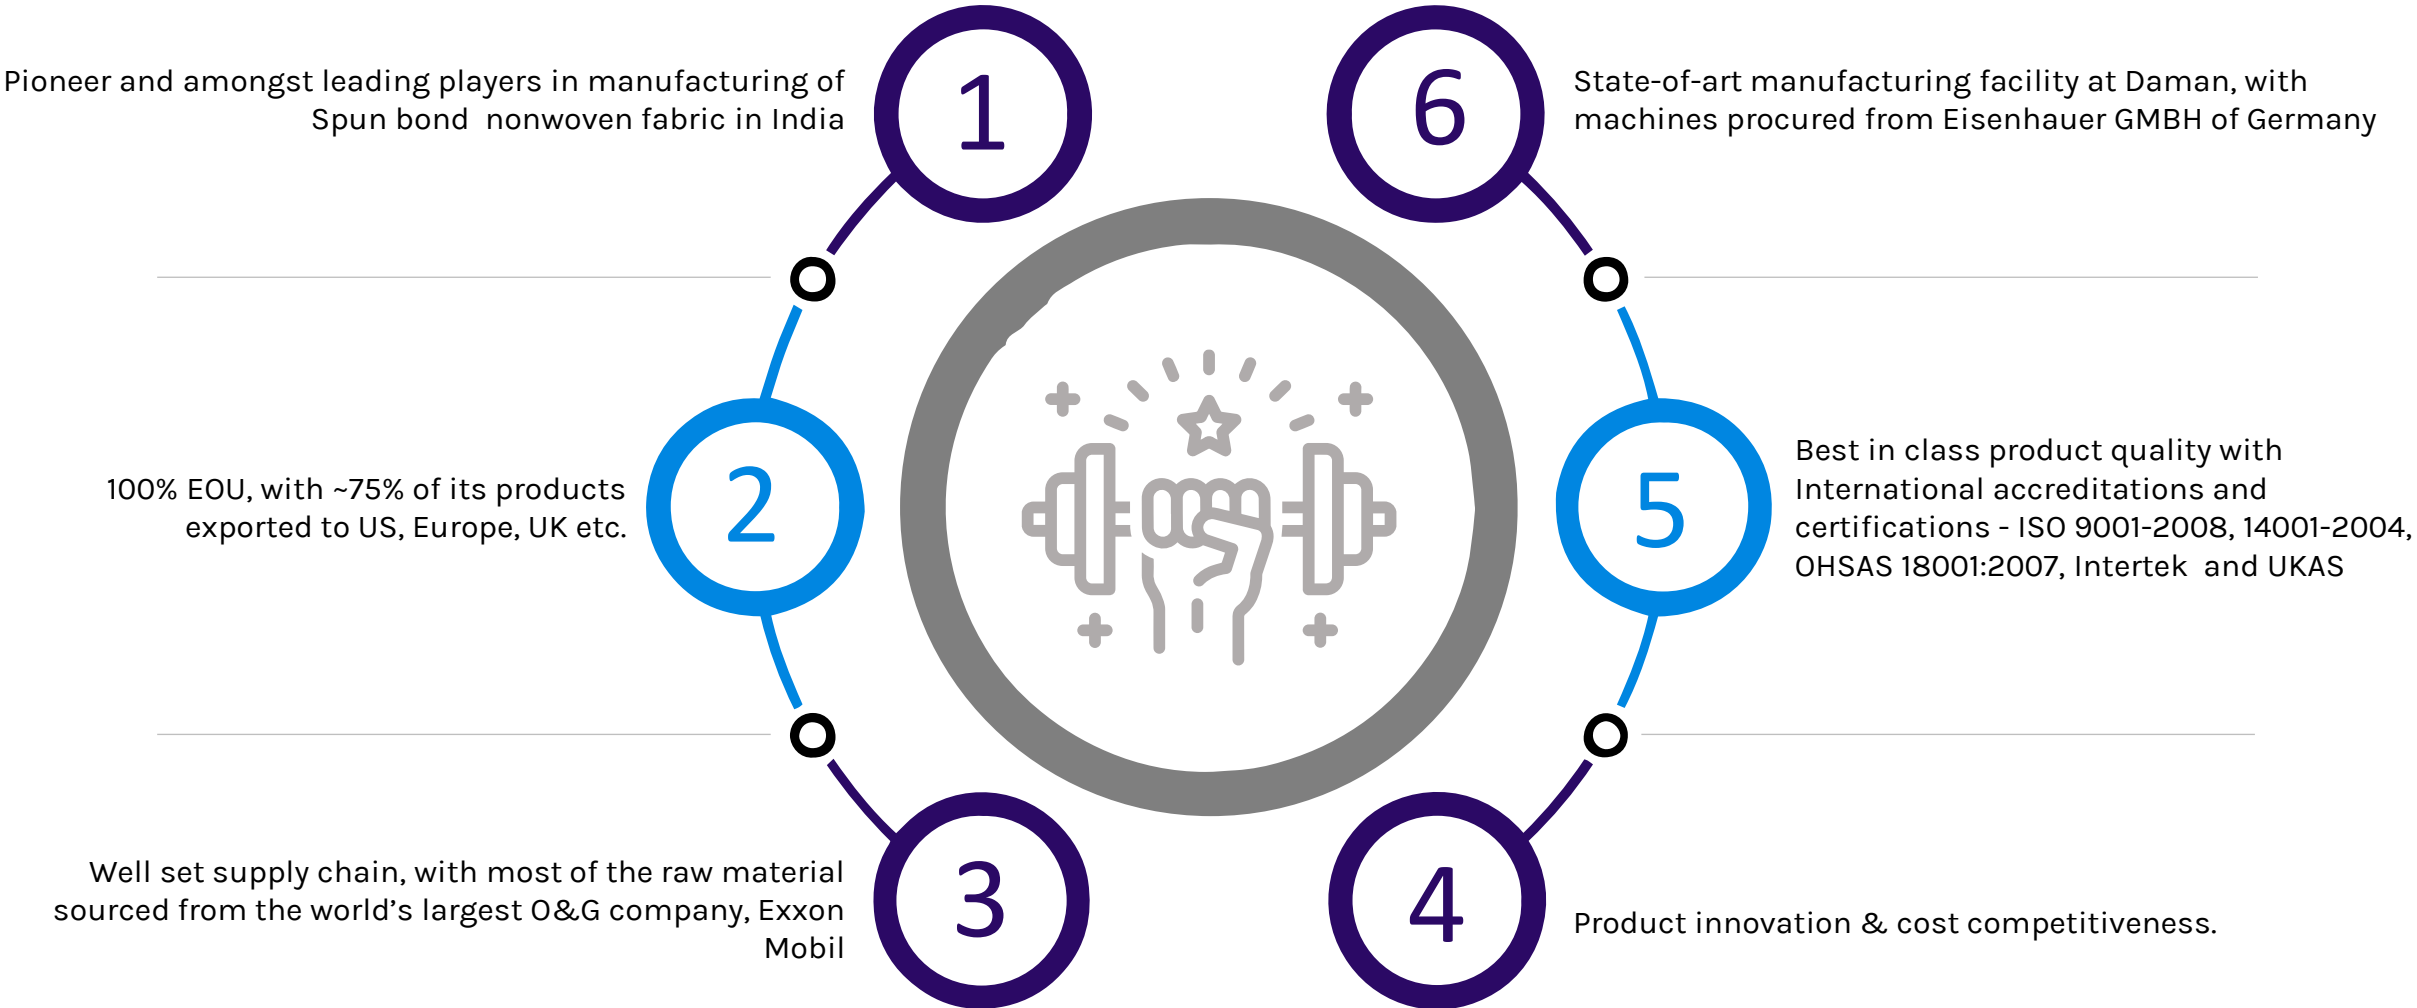 1
Pioneer and amongst leading players in manufacturing of
Spun bond nonwoven fabric in India
2
100% EOU, with ~75% of its products
exported to US, Europe, UK etc.
3
Well set supply chain, with most of the raw material
sourced from the world’s largest O&G company, Exxon
Mobil
4
Product innovation & cost competitiveness.
5
Best in class product quality with
International accreditations and
certifications - ISO 9001-2008, 14001-2004,
OHSAS 18001:2007, Intertek and UKAS
6
State-of-art manufacturing facility at Daman, with
machines procured from Eisenhauer GMBH of Germany